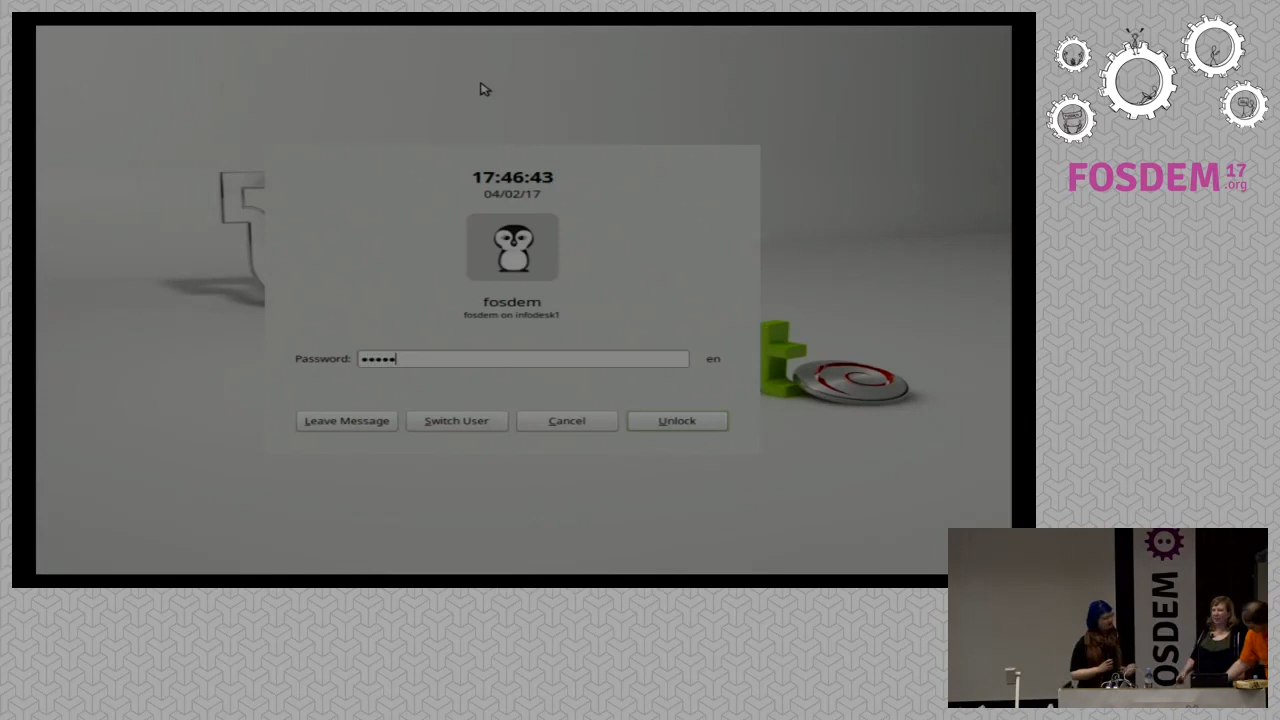 17:46:43
04/02/17
fosdem
fosdem on infodesk1
Password: •••••
en
Leave Message
Switch User
Cancel
Unlock
FOSDEM 17
.org
OSDEM